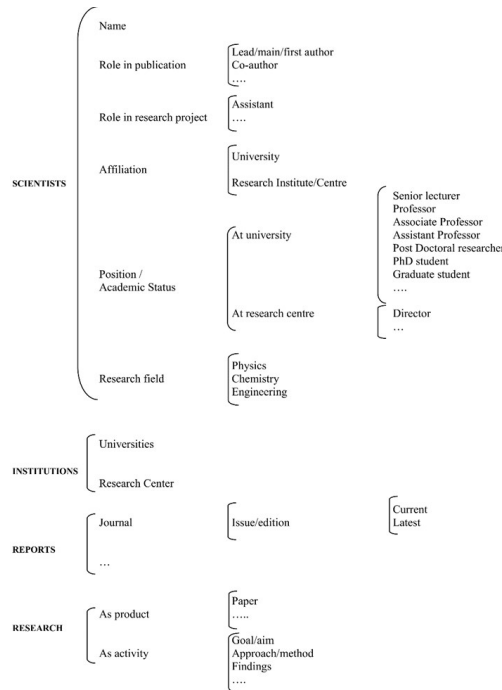 Name
Role in publication
Lead/main/first author
Co-author
….
Role in research project
Assistant
….
Affiliation
University
Research Institute/Centre
SCIENTISTS
Position /
Academic Status
At university
Senior lecturer
Professor
Associate Professor
Assistant Professor
Post Doctoral researcher
PhD student
Graduate student
….
At research centre
Director
…
Research field
Physics
Chemistry
Engineering
INSTITUTIONS
Universities
Research Center
REPORTS
Journal
Issue/edition
Current
Latest
…
RESEARCH
As product
Paper
…..
As activity
Goal/aim
Approach/method
Findings
….